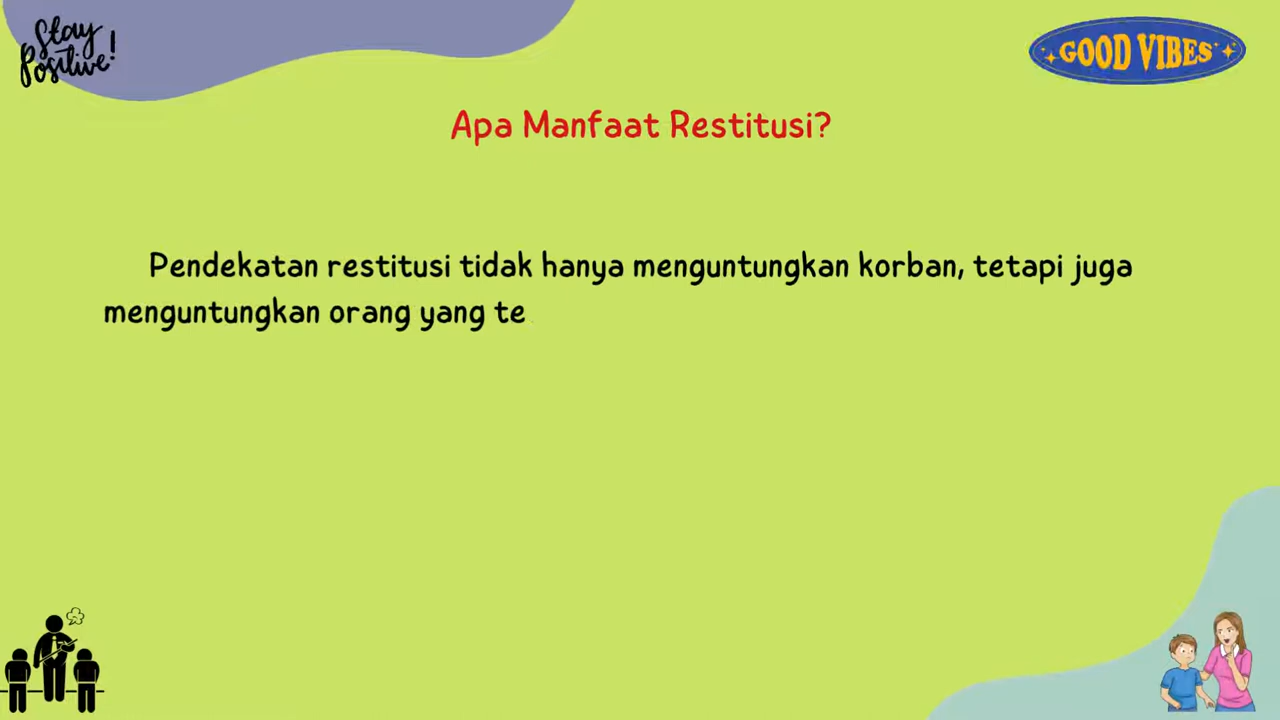 Stay
Positive!
GOOD VIBES
Apa Manfaat Restitusi?
Pendekatan restitusi tidak hanya menguntungkan korban, tetapi juga
menguntungkan orang yang te